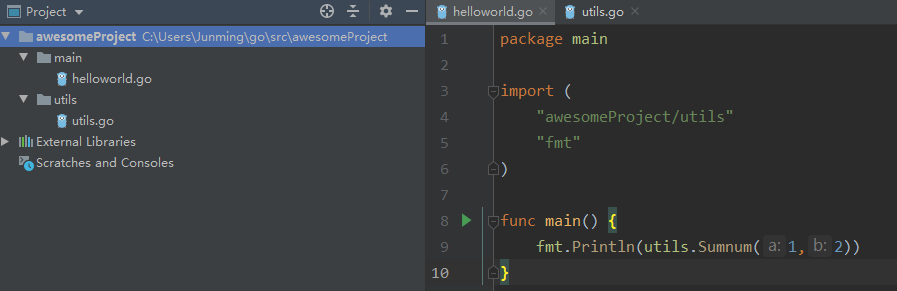 Project
awesomeProject C:\Users\Junming\go\src\awesomeProject
main
helloworld.go
utils
utils.go
External Libraries
Scratches and Consoles
helloworld.go utils.go
1 package main
2
3 import (
4 "awesomeProject/utils"
5 "fmt"
6 )
7
8 func main() {
9 fmt.Println(utils.Sumnum( a: 1, b: 2))
10 }